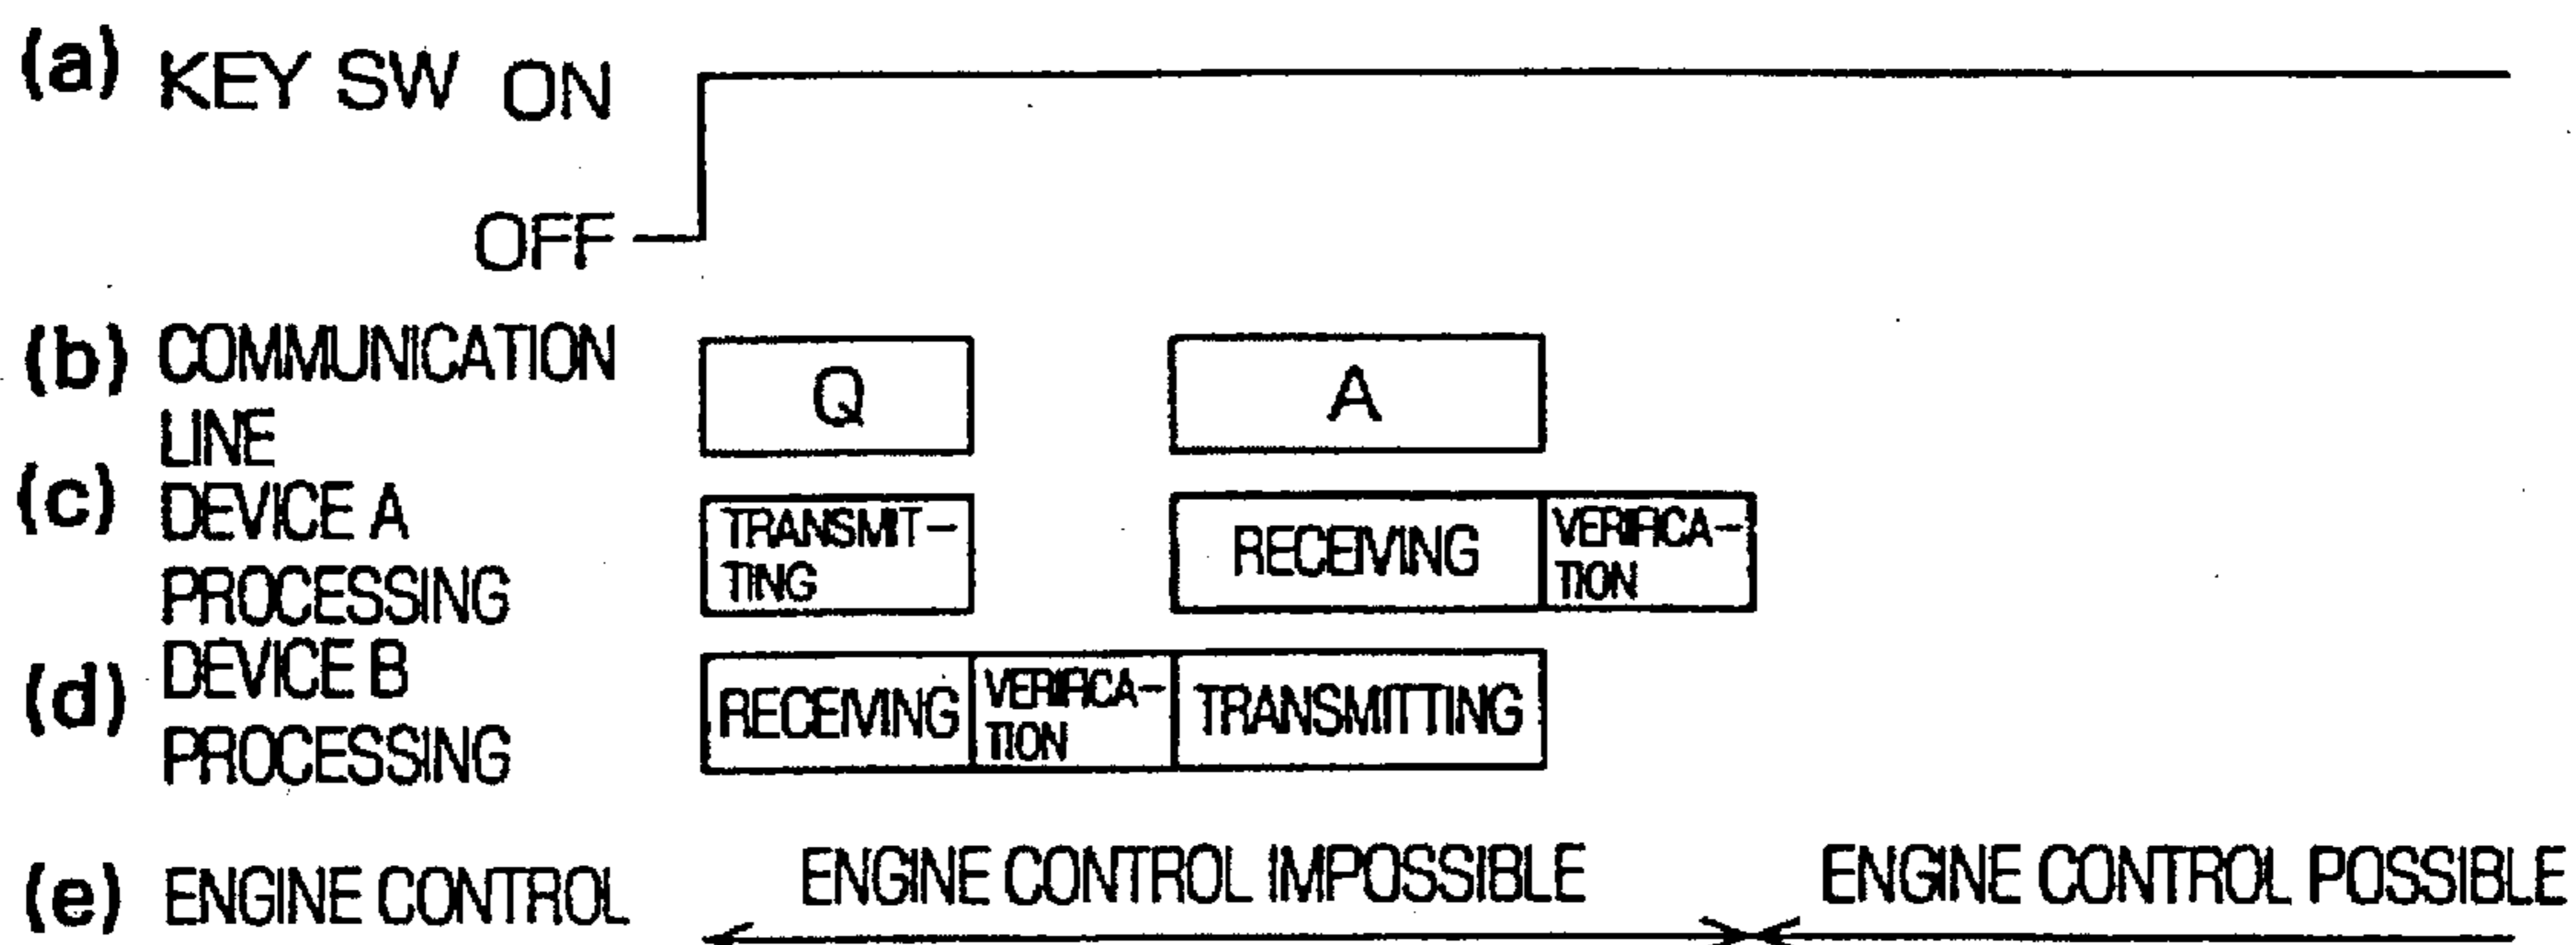 (a) KEY SW ON
OFF
(b) COMMUNICATION
LINE
Q
A
(c) DEVICE A
PROCESSING
TRANSMIT-
TING
RECEIVING
VERIFICA-
TION
(d) DEVICE B
PROCESSING
RECEIVING
VERIFICA-
TION
TRANSMITTING
(e) ENGINE CONTROL
ENGINE CONTROL IMPOSSIBLE
ENGINE CONTROL POSSIBLE